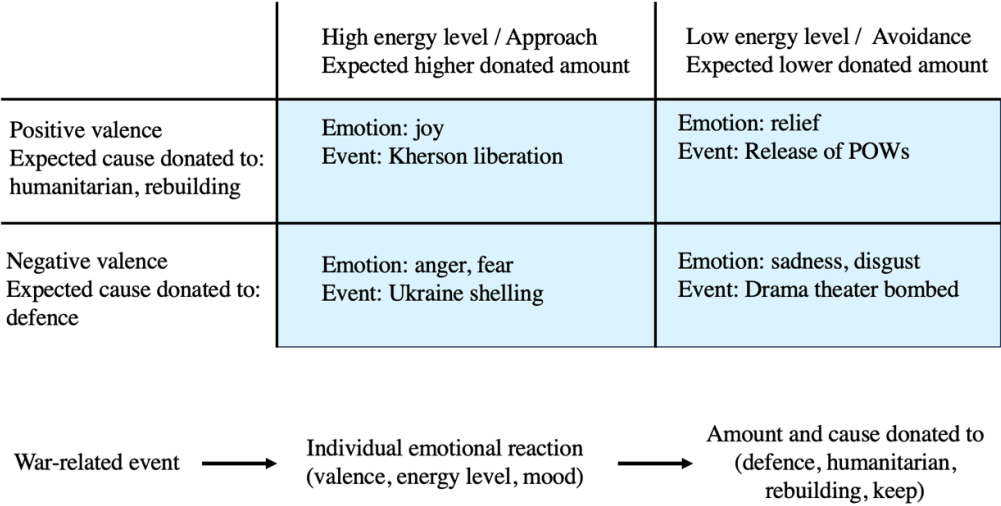 High energy level / Approach
Expected higher donated amount
Low energy level /  Avoidance
Expected lower donated amount
Positive valence
Expected cause donated to:
humanitarian, rebuilding
Emotion: joy
Event: Kherson liberation
Emotion: relief
Event: Release of POWs
Negative valence
Expected cause donated to:
defence
Emotion: anger, fear
Event: Ukraine shelling
Emotion: sadness, disgust
Event: Drama theater bombed
War-related event
Individual emotional reaction
(valence, energy level, mood)
Amount and cause donated to
(defence, humanitarian,
rebuilding, keep)